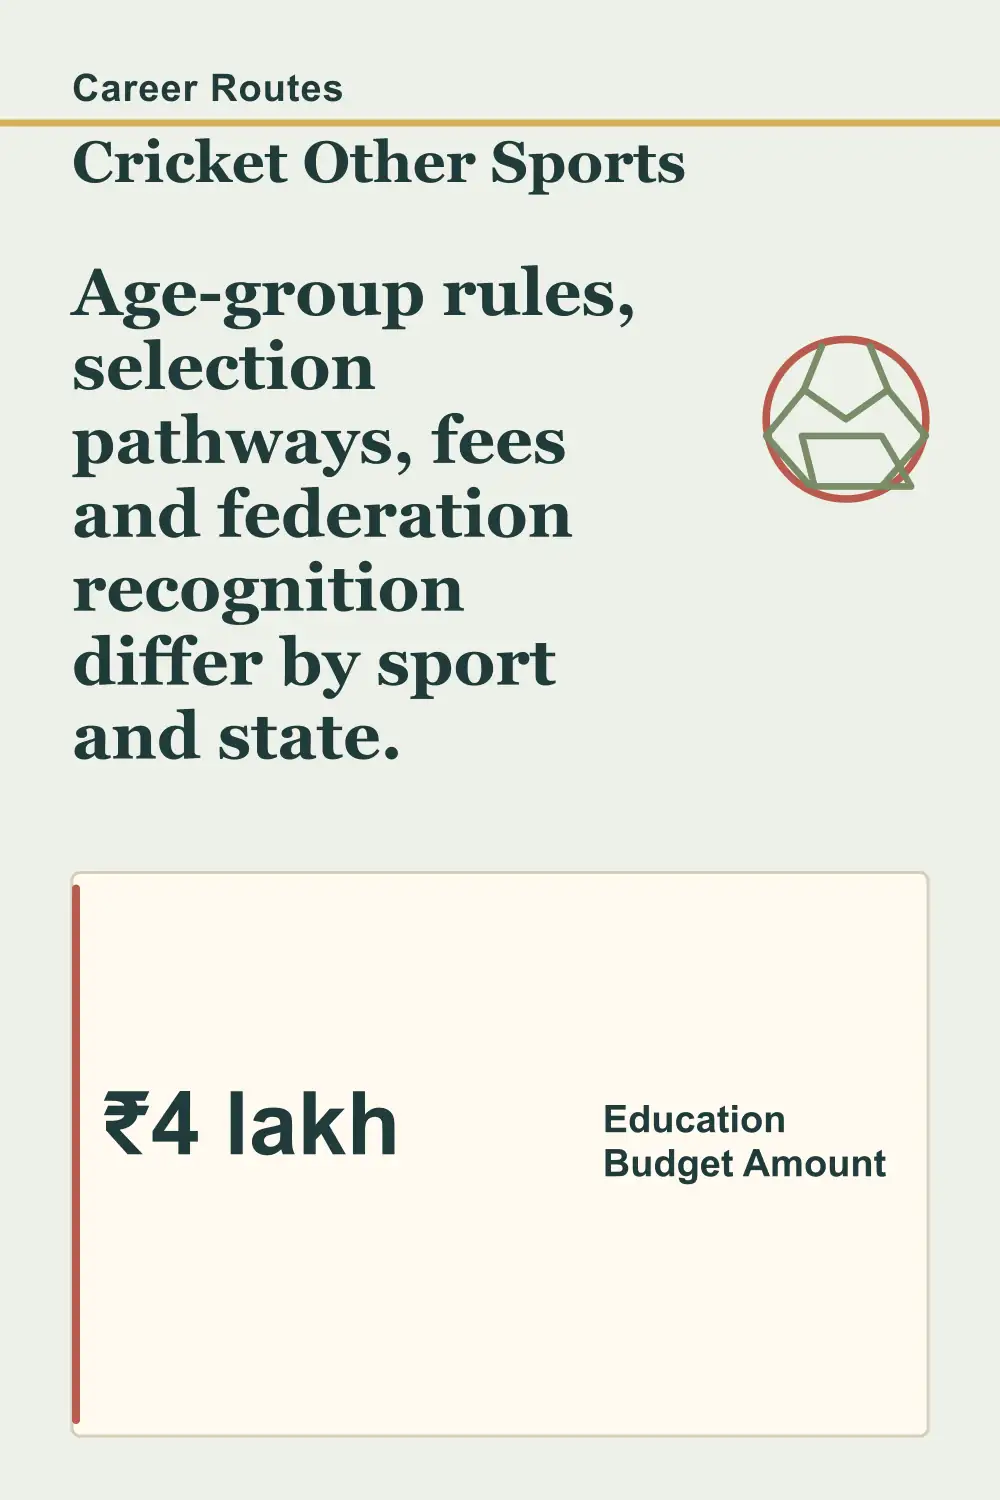 Career Routes
Cricket Other Sports
Age-group rules,
selection
pathways, fees
and federation
recognition
differ by sport
and state.
₹4 lakh
Education
Budget Amount